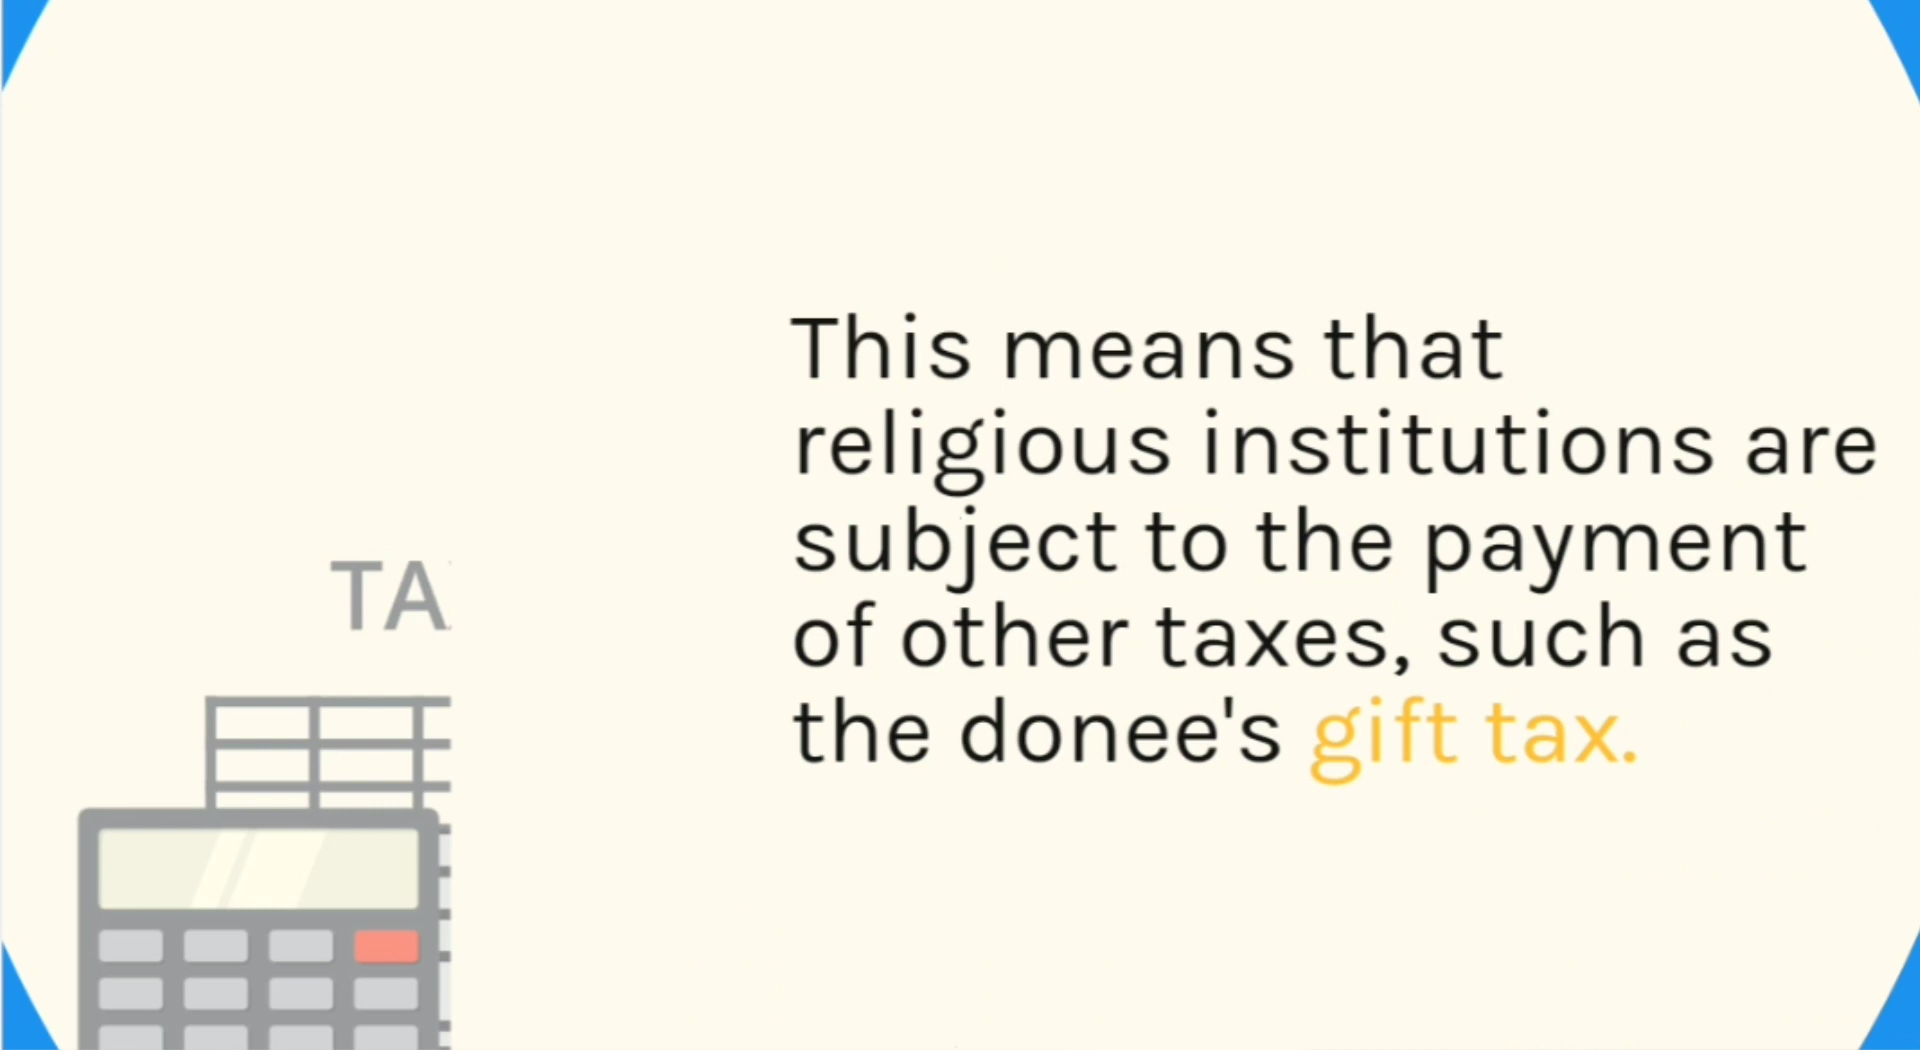 This means that
religious institutions are
subject to the payment
of other taxes, such as
the donee's gift tax.
TA